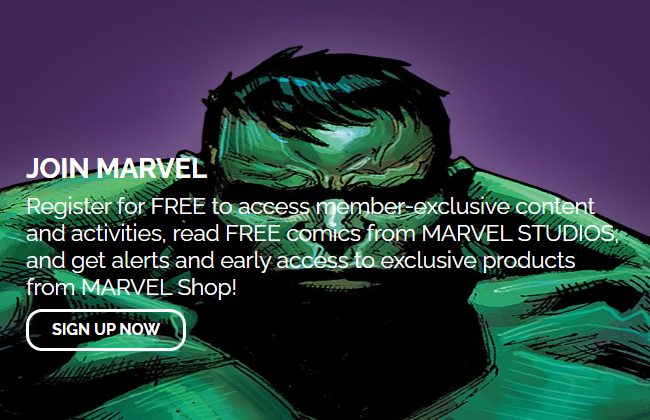 JOIN MARVEL
Register for FREE to access member-exclusive content
and activities, read FREE comics from MARVEL STUDIOS,
and get alerts and early access to exclusive products
from MARVEL Shop!
SIGN UP NOW